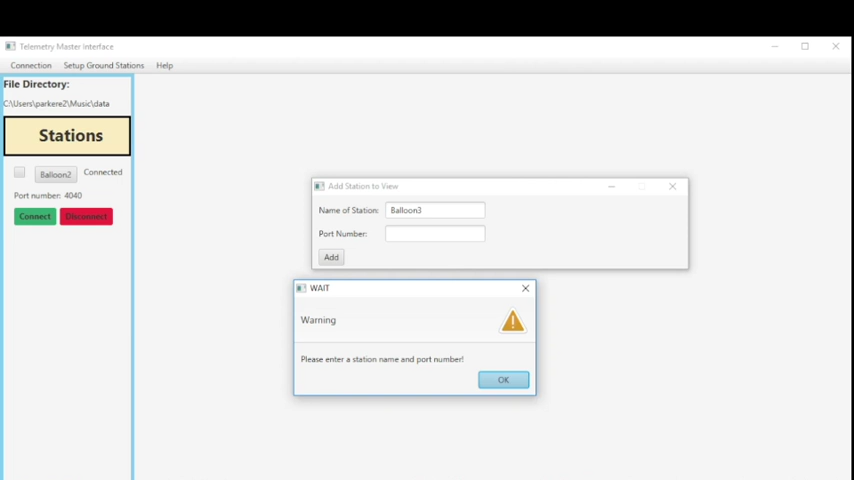 Telemetry Master Interface
Connection Setup Ground Stations Help
File Directory:
C:\Users\parkere2\Music\data
Stations
Balloon2 Connected
Port number: 4040
Connect Disconnect
Add Station to View
Name of Station: Balloon3
Port Number:
Add
WAIT
Warning
Please enter a station name and port number!
OK